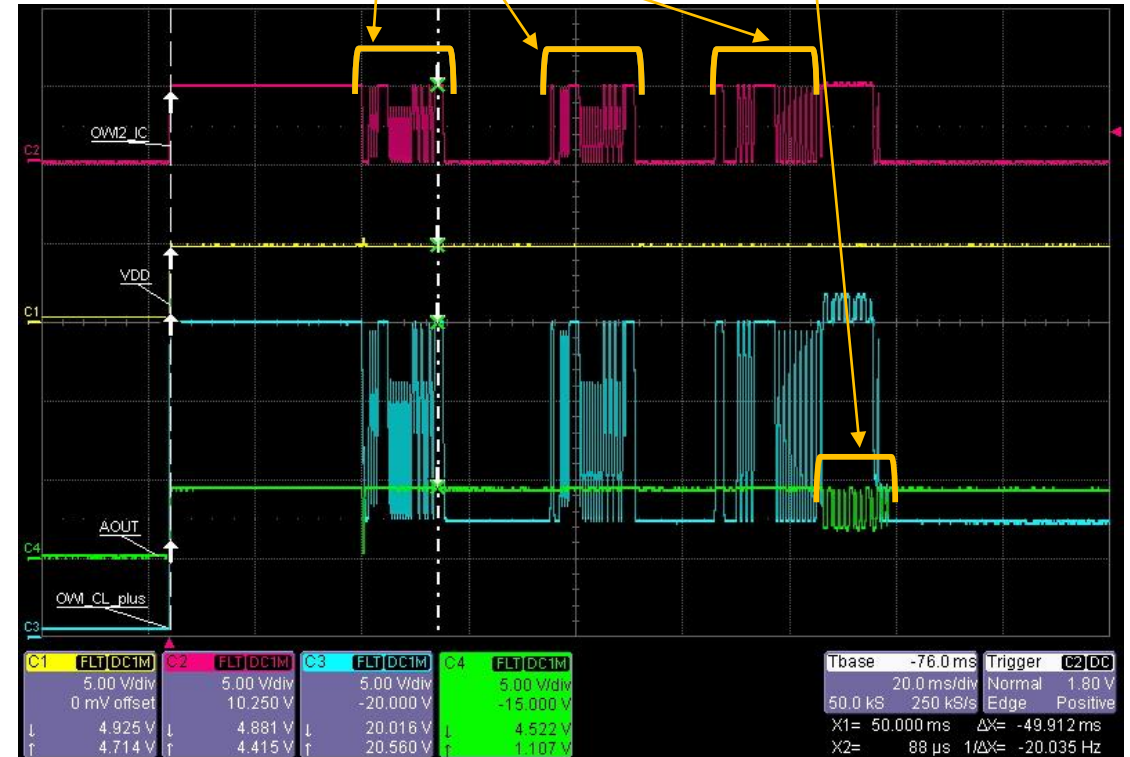 OWI2_IC
C2
VDD
C1
AOUT
C4
OWI_CL_plus
C3
C1 FLT DC1M
5.00 V/div
0 mV offset
↓ 4.925 V
↑ 4.714 V
C2 FLT DC1M
5.00 V/div
10.250 V
↓ 4.881 V
↑ 4.415 V
C3 FLT DC1M
5.00 V/div
-20.000 V
↓ 20.016 V
↑ 20.560 V
C4 FLT DC1M
5.00 V/div
-15.000 V
↓ 4.522 V
↑ 1.107 V
Tbase -76.0 ms
20.0 ms/div
50.0 kS 250 kS/s
Trigger C2 DC
Normal 1.80 V
Edge Positive
X1= 50.000 ms ΔX= -49.912 ms
X2= 88 µs 1/ΔX= -20.035 Hz